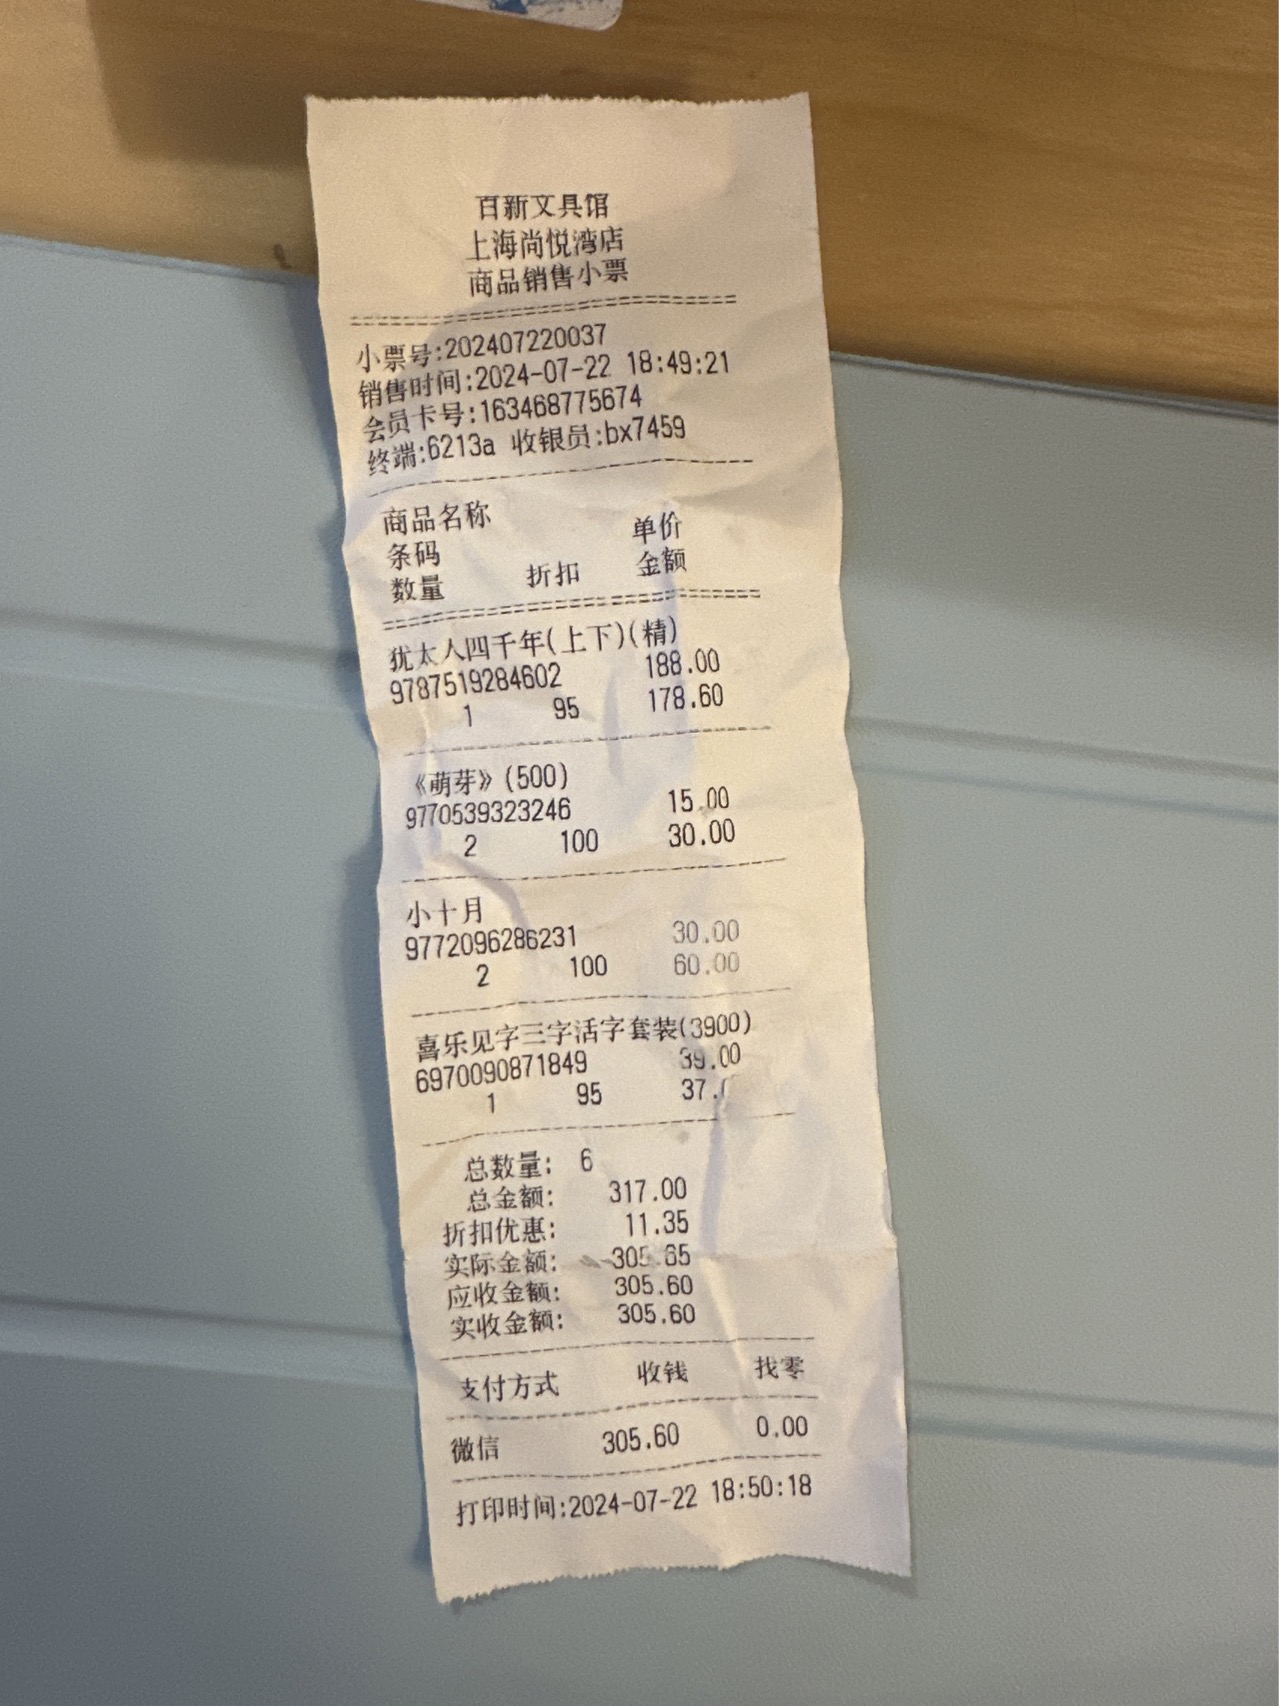 百新文具馆
上海尚悦湾店
商品销售小票
小票号:202407220037
销售时间:2024-07-22 18:49:21
会员卡号:163468775674
终端:6213a 收银员:bx7459
商品名称
条码 单价
数量 折扣 金额
犹太人四千年(上下)(精)
9787519284602 188.00
1 95 178.60
《萌芽》(500)
9770539323246 15.00
2 100 30.00
小十月
9772096286231 30.00
2 100 60.00
喜乐见字三字活字套装(3900)
6970090871849 39.00
1 95
总数量: 6
总金额: 317.00
折扣优惠: 11.35
实际金额: 305.65
应收金额: 305.60
实收金额: 305.60
支付方式 收钱 找零
微信 305.60 0.00
打印时间:2024-07-22 18:50:18